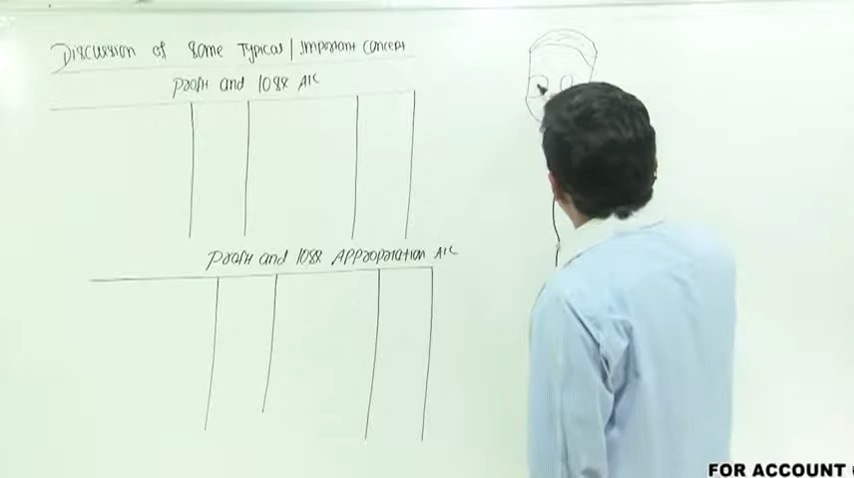 Discussion of some Typical | Important Concept
Profit and loss A/C
Profit and loss Appropriation A/C
FOR ACCOUNT